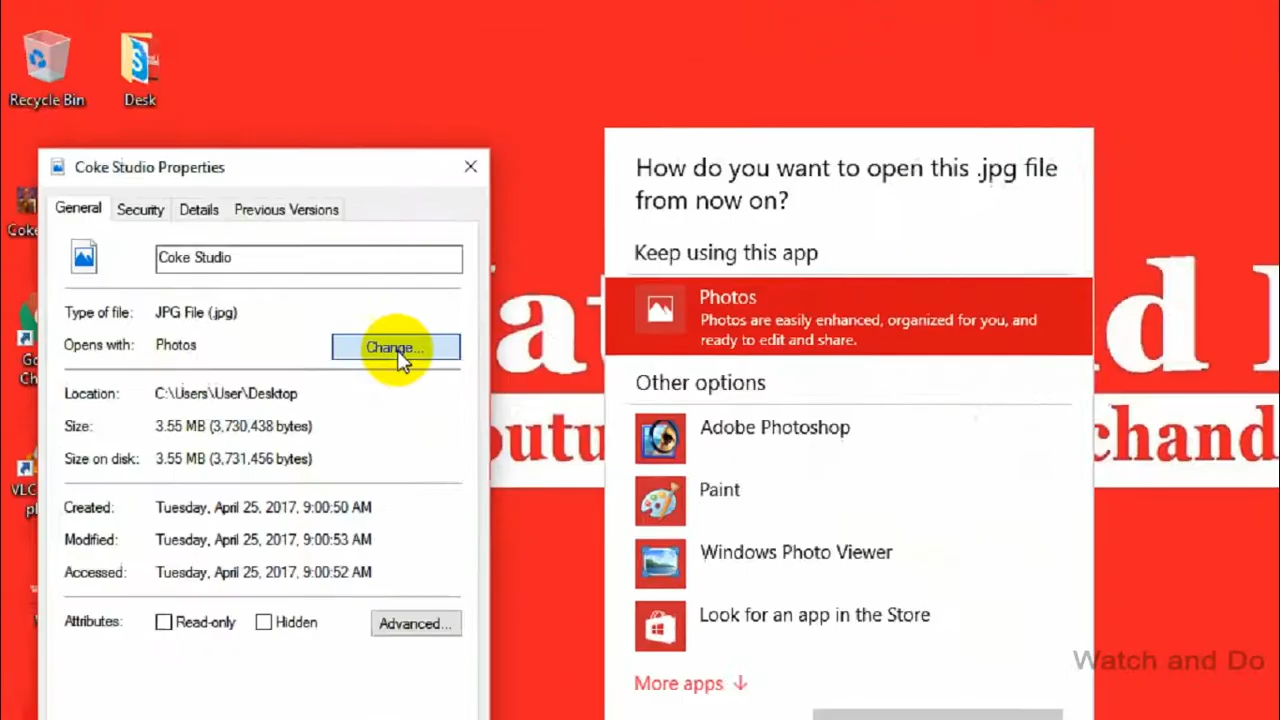 Recycle Bin
Desk
Coke Studio Properties
General
Security
Details
Previous Versions
Coke Studio
Type of file:
JPG File (.jpg)
Opens with:
Photos
Change...
Location:
C:\Users\User\Desktop
Size:
3.55 MB (3,730,438 bytes)
Size on disk:
3.55 MB (3,731,456 bytes)
Created:
Tuesday, April 25, 2017, 9:00:50 AM
Modified:
Tuesday, April 25, 2017, 9:00:53 AM
Accessed:
Tuesday, April 25, 2017, 9:00:52 AM
Attributes:
Read-only
Hidden
Advanced...
How do you want to open this .jpg file
from now on?
Keep using this app
Photos
Photos are easily enhanced, organized for you, and
ready to edit and share.
Other options
Adobe Photoshop
Paint
Windows Photo Viewer
Look for an app in the Store
More apps
Watch and Do